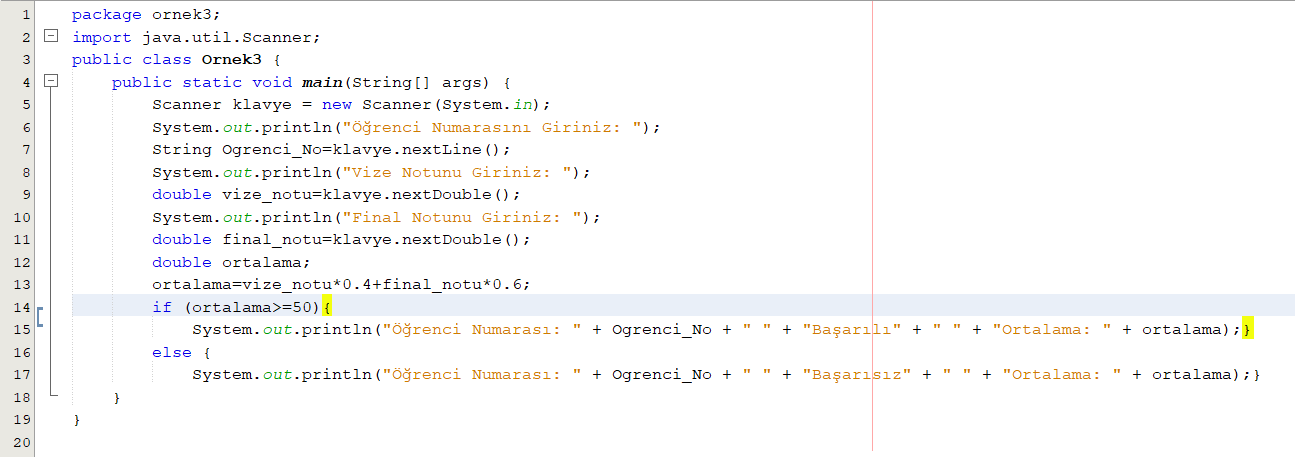 1 package ornek3;
2 import java.util.Scanner;
3 public class Ornek3 {
4     public static void main(String[] args) {
5         Scanner klavye = new Scanner(System.in);
6         System.out.println("Öğrenci Numarasını Giriniz: ");
7         String Ogrenci_No=klavye.nextLine();
8         System.out.println("Vize Notunu Giriniz: ");
9         double vize_notu=klavye.nextDouble();
10         System.out.println("Final Notunu Giriniz: ");
11         double final_notu=klavye.nextDouble();
12         double ortalama;
13         ortalama=vize_notu*0.4+final_notu*0.6;
14         if (ortalama>=50){
15             System.out.println("Öğrenci Numarası: " + Ogrenci_No + " " + "Başarılı" + " " + "Ortalama: " + ortalama);}
16         else {
17             System.out.println("Öğrenci Numarası: " + Ogrenci_No + " " + "Başarısız" + " " + "Ortalama: " + ortalama);}
18     }
19 }
20